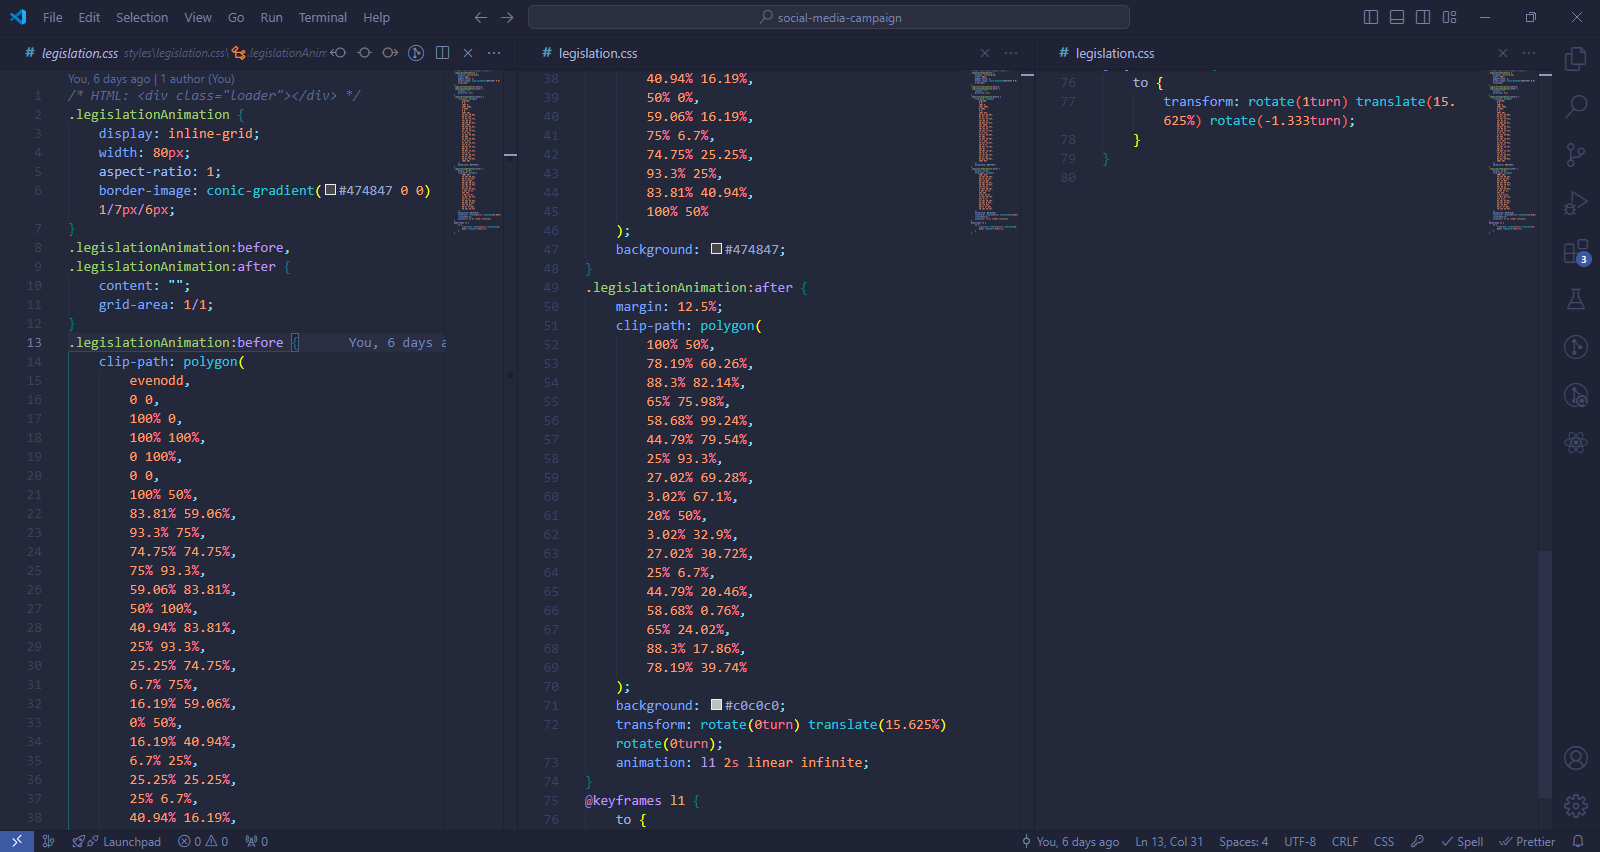 File Edit Selection View Go Run Terminal Help
social-media-campaign
# legislation.css styles\legislation.css\ .legislationAnim
You, 6 days ago | 1 author (You)
1 /* HTML: <div class="loader"></div> */
2 .legislationAnimation {
3 display: inline-grid;
4 width: 80px;
5 aspect-ratio: 1;
6 border-image: conic-gradient(#474847 0 0)
1/7px/6px;
7 }
8 .legislationAnimation:before,
9 .legislationAnimation:after {
10 content: "";
11 grid-area: 1/1;
12 }
13 .legislationAnimation:before { You, 6 days a
14 clip-path: polygon(
15 evenodd,
16 0 0,
17 100% 0,
18 100% 100%,
19 0 100%,
20 0 0,
21 100% 50%,
22 83.81% 59.06%,
23 93.3% 75%,
24 74.75% 74.75%,
25 75% 93.3%,
26 59.06% 83.81%,
27 50% 100%,
28 40.94% 83.81%,
29 25% 93.3%,
30 25.25% 74.75%,
31 6.7% 75%,
32 16.19% 59.06%,
33 0% 50%,
34 16.19% 40.94%,
35 6.7% 25%,
36 25.25% 25.25%,
37 25% 6.7%,
38 40.94% 16.19%,
# legislation.css
38 40.94% 16.19%,
39 50% 0%,
40 59.06% 16.19%,
41 75% 6.7%,
42 74.75% 25.25%,
43 93.3% 25%,
44 83.81% 40.94%,
45 100% 50%
46 );
47 background: #474847;
48 }
49 .legislationAnimation:after {
50 margin: 12.5%;
51 clip-path: polygon(
52 100% 50%,
53 78.19% 60.26%,
54 88.3% 82.14%,
55 65% 75.98%,
56 58.68% 99.24%,
57 44.79% 79.54%,
58 25% 93.3%,
59 27.02% 69.28%,
60 3.02% 67.1%,
61 20% 50%,
62 3.02% 32.9%,
63 27.02% 30.72%,
64 25% 6.7%,
65 44.79% 20.46%,
66 58.68% 0.76%,
67 65% 24.02%,
68 88.3% 17.86%,
69 78.19% 39.74%
70 );
71 background: #c0c0c0;
72 transform: rotate(0turn) translate(15.625%)
rotate(0turn);
73 animation: l1 2s linear infinite;
74 }
75 @keyframes l1 {
76 to {
# legislation.css
76 to {
77 transform: rotate(1turn) translate(15.
625%) rotate(-1.333turn);
78 }
79 }
80
3
Launchpad 0 0 0
You, 6 days ago Ln 13, Col 31 Spaces: 4 UTF-8 CRLF CSS Spell Prettier